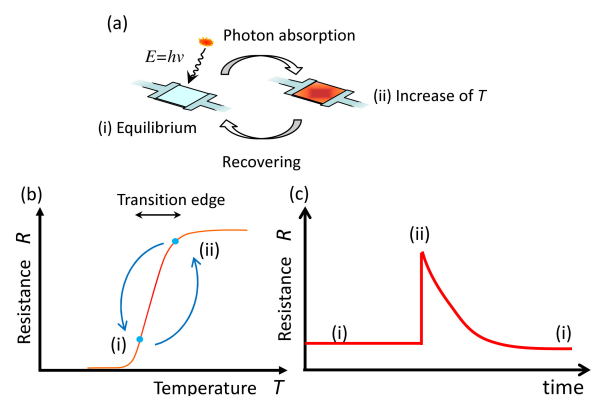 (a)
Photon absorption
E=hν
(ii) Increase of T
(i) Equilibrium
Recovering
(b)
Transition edge
Resistance R
(ii)
(i)
Temperature T
(c)
Resistance R
(ii)
(i)
(i)
time